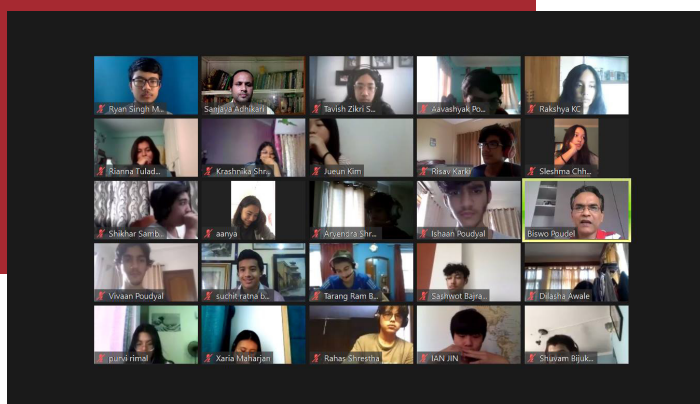 Ryan Singh M...
Sanjaya Adhikari
Tavish Zikri S...
Aavashyak Po...
Rakshya KC
Rianna Tulad...
Krashnika Shr...
Jueun Kim
Risav Karki
Sleshma Chh...
Shikhar Samb...
aanya
Aryendra Shr...
Ishaan Poudyal
Biswo Poudel
Vivaan Poudyal
suchit ratna b...
Tarang Ram B...
Sashwot Bajra...
Dilasha Awale
purvi rimal
Xaria Maharjan
Rahas Shrestha
IAN JIN
Shuvam Bijuk...